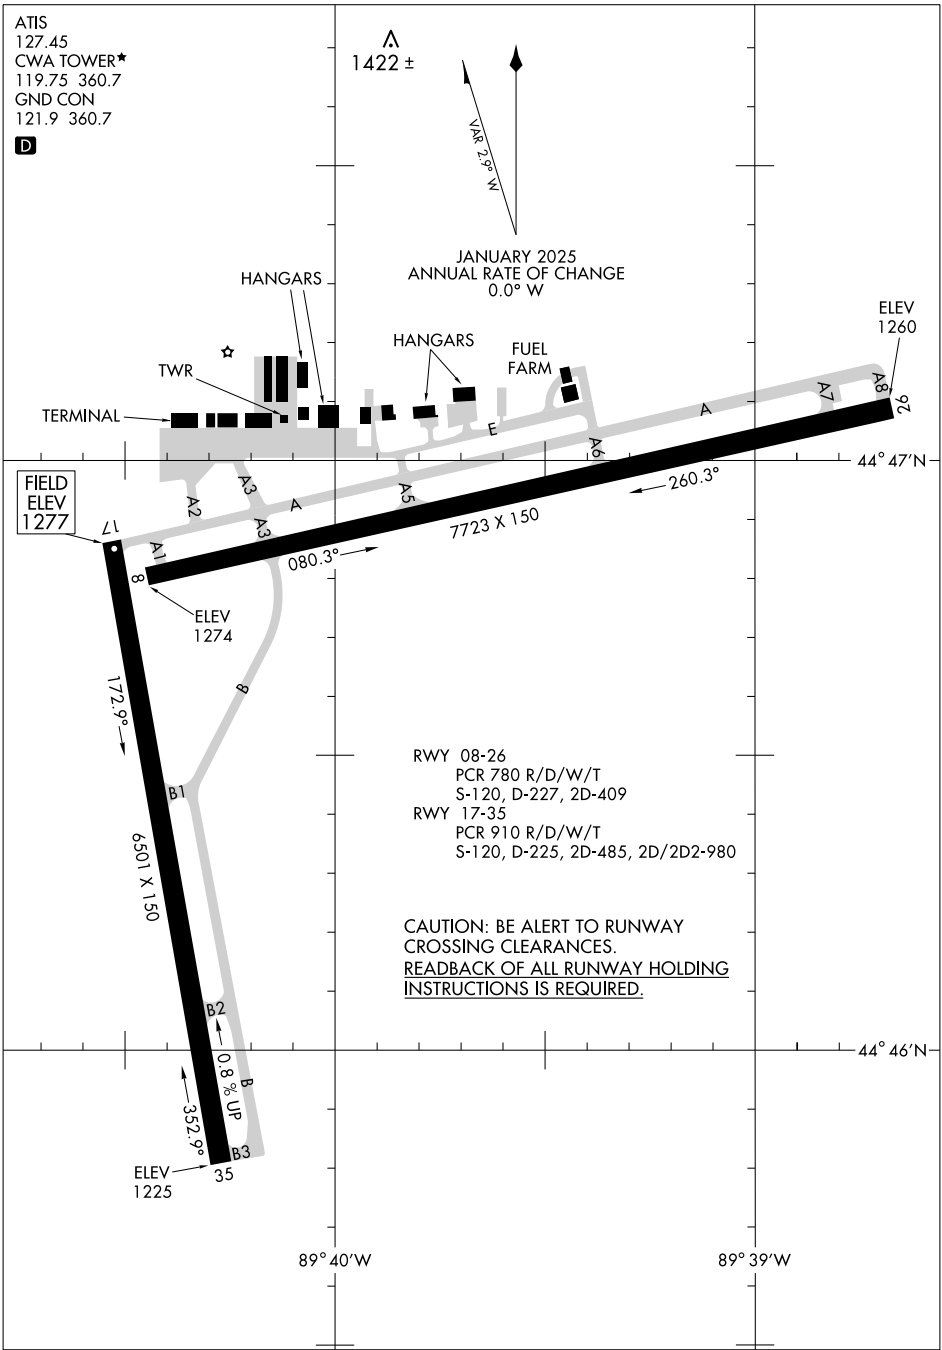 ATIS
127.45
CWA TOWER★
119.75 360.7
GND CON
121.9 360.7
D
1422 ±
VAR 2.9° W
JANUARY 2025
ANNUAL RATE OF CHANGE
0.0° W
HANGARS
ELEV
1260
HANGARS
FUEL
FARM
TWR
TERMINAL
A8
A7
26
A
E
A6
44° 47'N
FIELD
ELEV
1277
A3
260.3°
A2
A
A5
17
A3
7723 X 150
A1
080.3°
8
ELEV
1274
172.9°
B
RWY 08-26
PCR 780 R/D/W/T
S-120, D-227, 2D-409
RWY 17-35
PCR 910 R/D/W/T
S-120, D-225, 2D-485, 2D/2D2-980
B1
6501 X 150
CAUTION: BE ALERT TO RUNWAY
CROSSING CLEARANCES.
READBACK OF ALL RUNWAY HOLDING
INSTRUCTIONS IS REQUIRED.
B2
44° 46'N
0.8 % UP
B
352.9°
B3
ELEV
1225
35
89° 40'W
89° 39'W